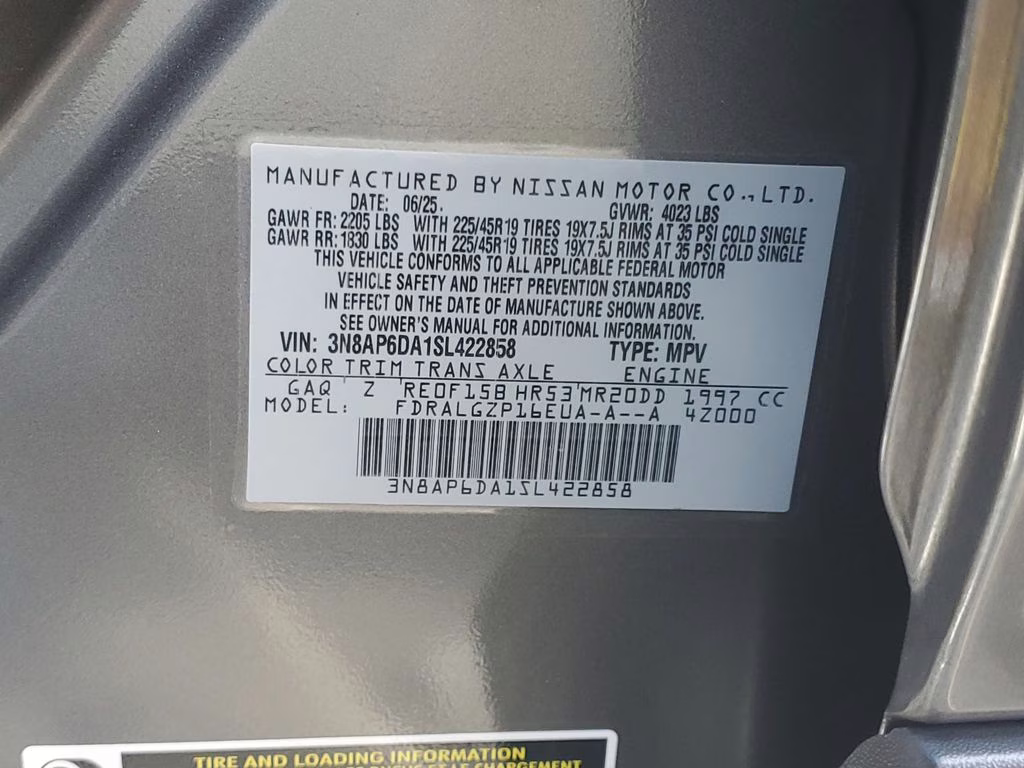 MANUFACTURED BY NISSAN MOTOR CO.,LTD.
DATE: 06/25. GVWR: 4023 LBS
GAWR FR: 2205 LBS WITH 225/45R19 TIRES 19X7.5J RIMS AT 35 PSI COLD SINGLE
GAWR RR: 1830 LBS WITH 225/45R19 TIRES 19X7.5J RIMS AT 35 PSI COLD SINGLE
THIS VEHICLE CONFORMS TO ALL APPLICABLE FEDERAL MOTOR
VEHICLE SAFETY AND THEFT PREVENTION STANDARDS
IN EFFECT ON THE DATE OF MANUFACTURE SHOWN ABOVE.
SEE OWNER'S MANUAL FOR ADDITIONAL INFORMATION.
VIN: 3N8AP6DA1SL422858 TYPE: MPV
COLOR TRIM TRANS AXLE ENGINE
GAQ Z RE0F15B HR53 MR20DD 1997 CC
MODEL: FDRALGZP16EUA-A--A 4Z000
3N8AP6DA1SL422858
TIRE AND LOADING INFORMATION